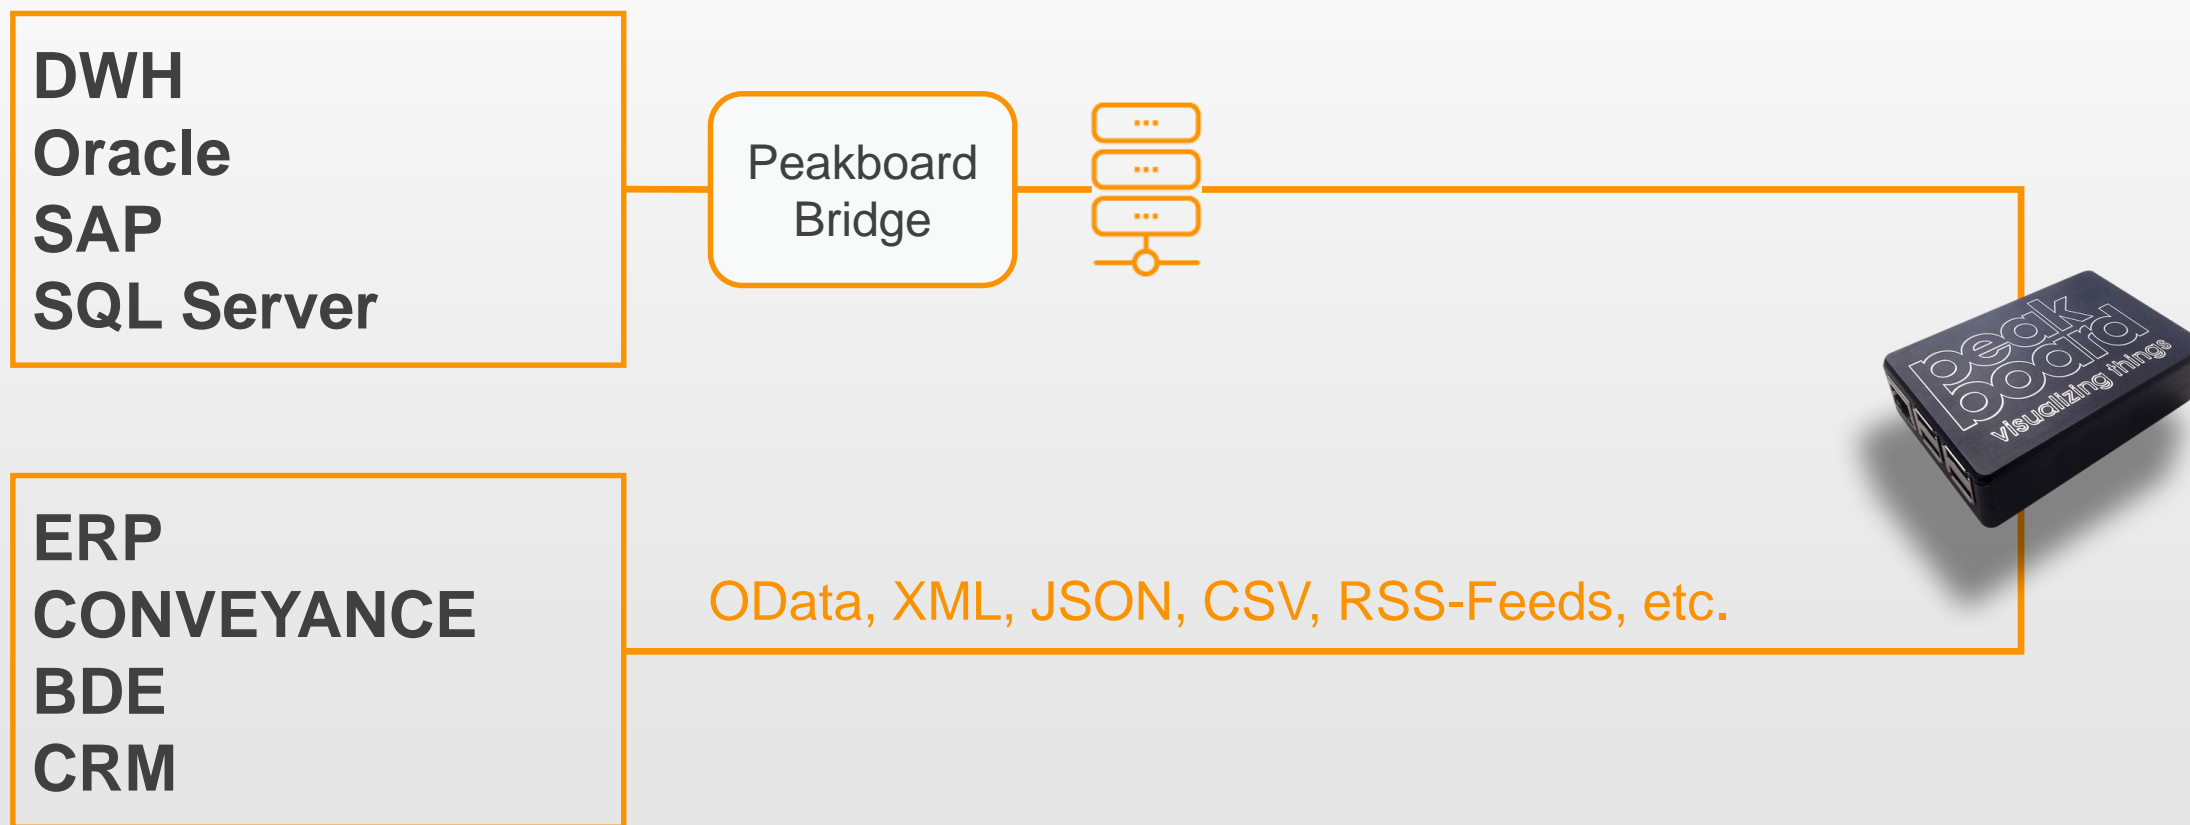 DWH
Oracle
SAP
SQL Server
Peakboard
Bridge
peak
board
visualizing things
ERP
CONVEYANCE
BDE
CRM
OData, XML, JSON, CSV, RSS-Feeds, etc.